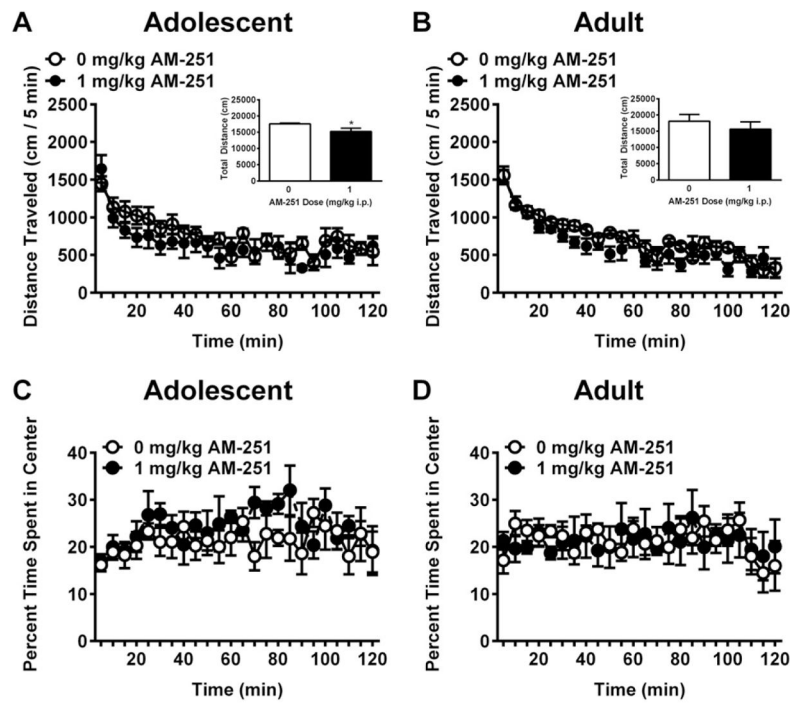 A Adolescent
0 mg/kg AM-251
1 mg/kg AM-251
Distance Traveled (cm / 5 min)
2500
2000
1500
1000
500
0
20 40 60 80 100 120
Time (min)
Total Distance (cm)
25000
20000
15000
10000
5000
0
*
0 1
AM-251 Dose (mg/kg i.p.)
B Adult
0 mg/kg AM-251
1 mg/kg AM-251
Distance Traveled (cm / 5 min)
2500
2000
1500
1000
500
0
20 40 60 80 100 120
Time (min)
Total Distance (cm)
25000
20000
15000
10000
5000
0
0 1
AM-251 Dose (mg/kg i.p.)
C Adolescent
0 mg/kg AM-251
1 mg/kg AM-251
Percent Time Spent in Center
40
30
20
10
0
20 40 60 80 100 120
Time (min)
D Adult
0 mg/kg AM-251
1 mg/kg AM-251
Percent Time Spent in Center
40
30
20
10
0
20 40 60 80 100 120
Time (min)